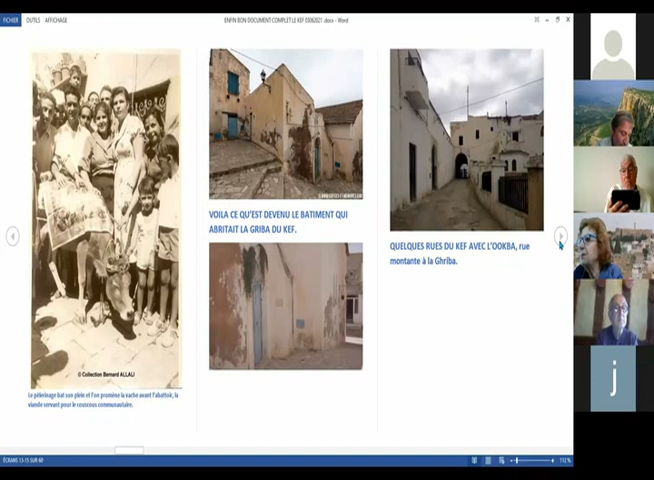 FICHIER OUTILS AFFICHAGE
ENFIN BON DOCUMENT COMPLET LE KEF 03062021.docx - Word
© Collection Bernard ALLALI
Le pèlerinage bat son plein et l'on promène la vache avant l'abattok, la
viande servant pour le couscous communautaire.
VOILA CE QU'EST DEVENU LE BATIMENT QUI
ABRITAIT LA GRIBA DU KEF.
QUELQUES RUES DU KEF AVEC L'OOKBA, rue
montante à la Ghriba.
j
ÉCRANS 13-15 SUR 60
112 %